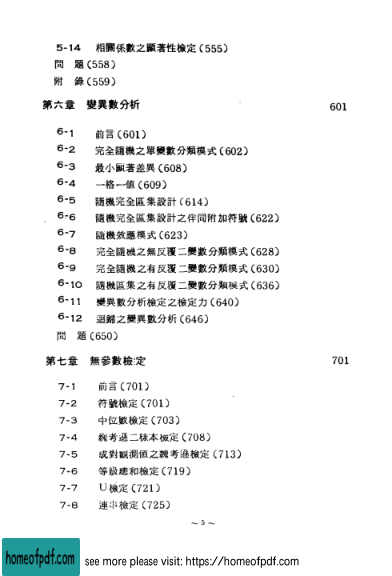 5-14 相關係數之顯著性檢定(555)
問 題(558)
附 錄(559)
第六章 變異數分析 601
6-1 前言(601)
6-2 完全隨機之單變數分類模式(602)
6-3 最小顯著差異(608)
6-4 一格一值(609)
6-5 隨機完全區集設計(614)
6-6 隨機完全區集設計之伴同附加符號(622)
6-7 隨機效應模式(623)
6-8 完全隨機之無反覆二變數分類模式(628)
6-9 完全隨機之有反覆二變數分類模式(630)
6-10 隨機區集之有反覆二變數分類模式(636)
6-11 變異數分析檢定之檢定力(640)
6-12 迴歸之變異數分析(646)
問 題(650)
第七章 無參數檢定 701
7-1 前言(701)
7-2 符號檢定(701)
7-3 中位數檢定(703)
7-4 魏考遜二樣本檢定(708)
7-5 成對觀測值之魏考遜檢定(713)
7-6 等級總和檢定(719)
7-7 U檢定(721)
7-8 連串檢定(725)
~5~
homeofpdf.com
see more please visit: https://homeofpdf.com